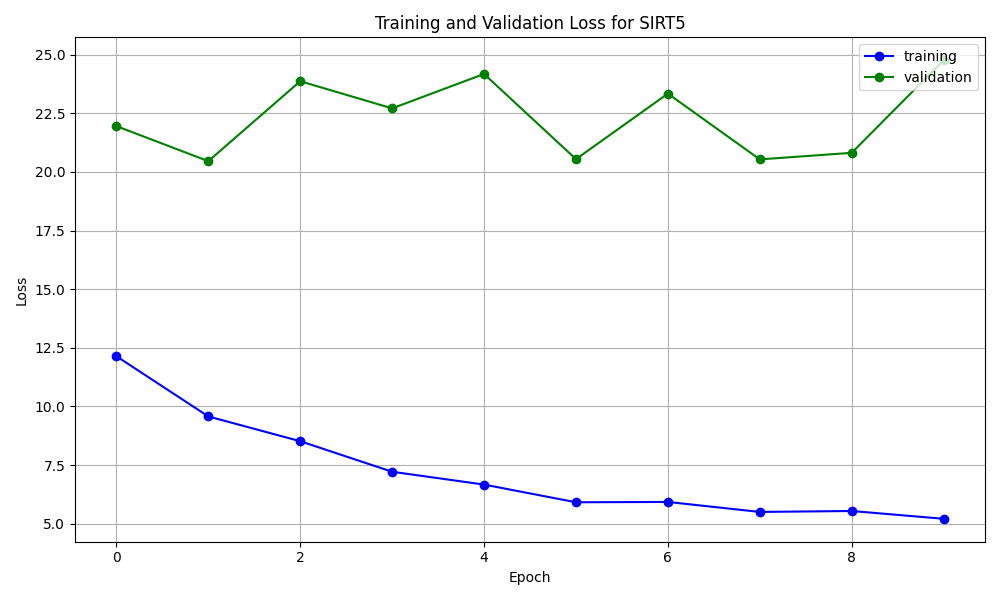 Training and Validation Loss for SIRT5
training
validation
Loss
25.0
22.5
20.0
17.5
15.0
12.5
10.0
7.5
5.0
0
2
4
6
8
Epoch